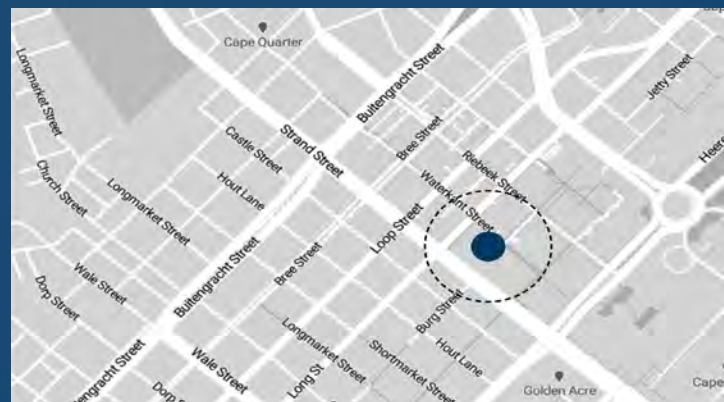 Cape Quarter
Longmarket Street
Buitengracht Street
Jetty Street
Strand Street
Castle Street
Bree Street
Riebeek Street
Church Street
Longmarket Street
Hout Lane
Waterkant Street
Loop Street
Buitengracht Street
Bree Street
Wale Street
Dorp Street
Burg Street
Longmarket Street
Hout Lane
Wale Street
Long St
Shortmarket Street
Golden Acre